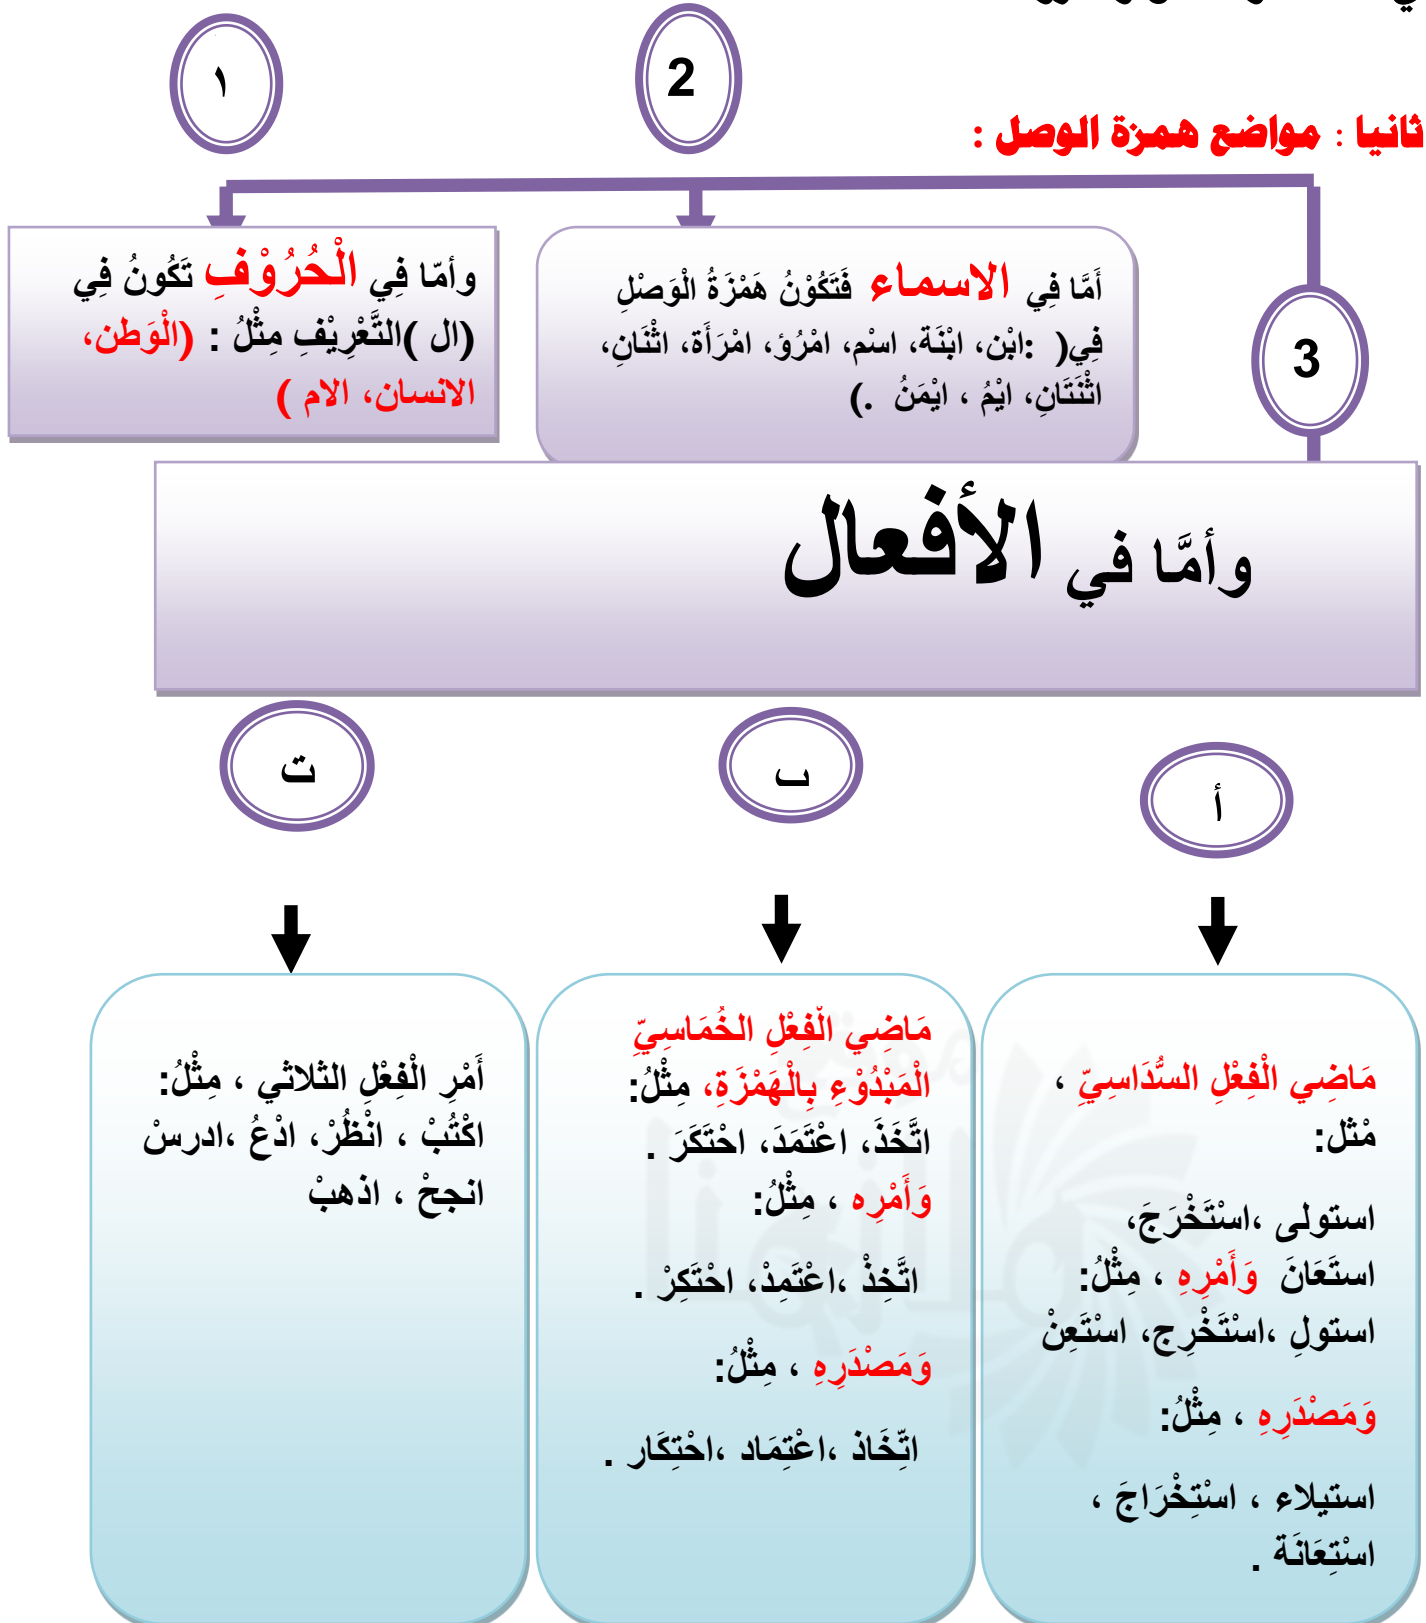 ثانيا : مواضع همزة الوصل :
١
2
3
وأمّا فِي الْحُرُوْفِ تَكُونُ فِي
(ال )التَّعْرِيْفِ مِثْلُ : (الْوَطن،
الانسان، الام )
أَمَّا فِي الاسماء فَتَكُوْنُ هَمْزَةُ الْوَصْلِ
فِي( :ابْن، ابْنَة، اسْم، امْرُؤ، امْرَأَة، اثْنَانِ،
اثْنَتَانِ، ايْمُ ، ايْمَنُ .)
وأمَّا في الأفعال
أ
ب
ت
مَاضِي الْفِعْلِ السُّدَاسِيّ ،
مْثل:
استولى ،اسْتَخْرَجَ،
استَعَانَ وَأَمْرِهِ ، مِثْلُ:
استولِ ،اسْتَخْرِج، اسْتَعِنْ
وَمَصْدَرِهِ ، مِثْلُ:
استيلاء ، اسْتِخْرَاجَ ،
اسْتِعَانَة .
مَاضِي الْفِعْلِ الخُمَاسِيّ
الْمَبْدُوْءِ بِالْهَمْزَةِ، مِثْلُ:
اتَّخَذَ، اعْتَمَدَ، احْتَكَرَ .
وَأَمْرِه ، مِثْلُ:
اتَّخِذْ ،اعْتَمِدْ، احْتَكِرْ .
وَمَصْدَرِهِ ، مِثْلُ:
اتِّخَاذ ،اعْتِمَاد ،احْتِكَار .
أَمْرِ الْفِعْلِ الثلاثي ، مِثْلُ:
اكْتُبْ ، انْظُرْ، ادْعُ ،ادرسْ
انجحْ ، اذهبْ